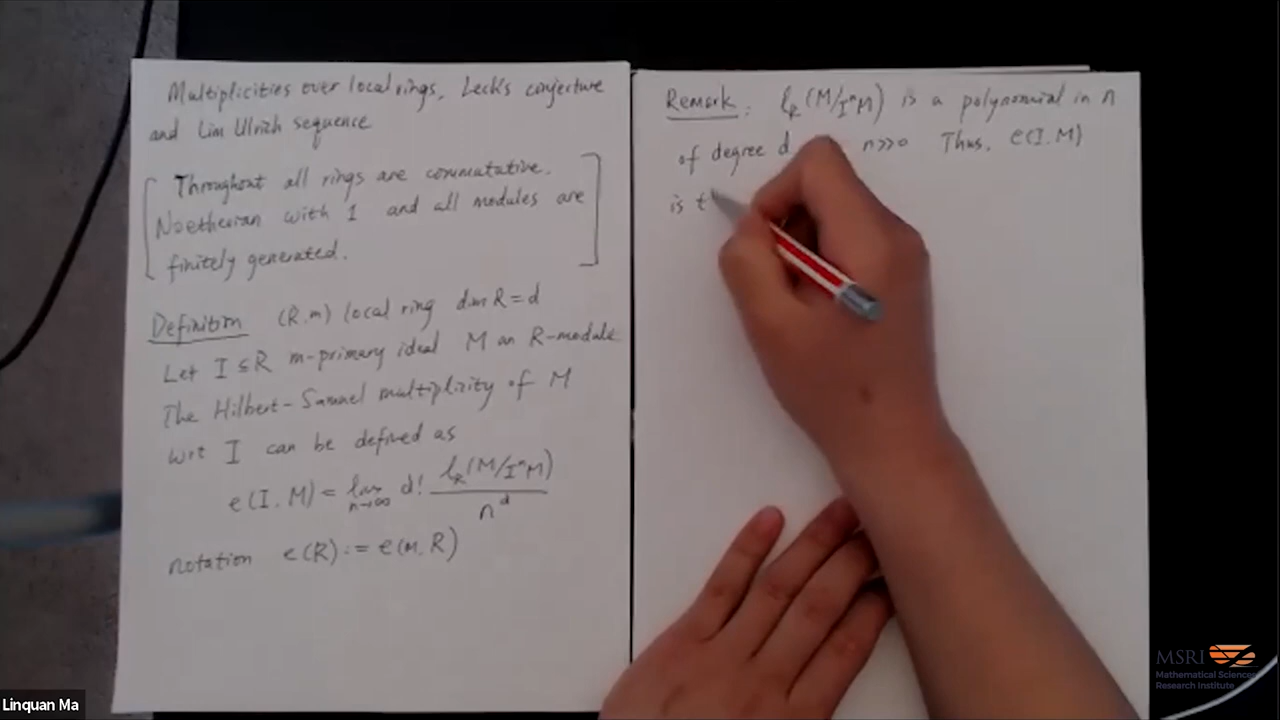 Multiplicities over local rings, Lech's conjecture
and Lim Ulrich sequence
Throughout all rings are commutative,
Noetherian with 1 and all modules are
finitely generated.
Definition (R,m) local ring dim R = d
Let I ⊆ R m-primary ideal M an R-module
The Hilbert-Samuel multiplicity of M
wrt I can be defined as
e(I, M) = lim_{n→∞} d! l_R(M/I^n M) / n^d
notation e(R) := e(m, R)
Remark: l_R(M/I^n M) is a polynomial in n
of degree d n>>0 Thus, e(I, M)
is t
MSRI
Mathematical Sciences
Research Institute
Linquan Ma